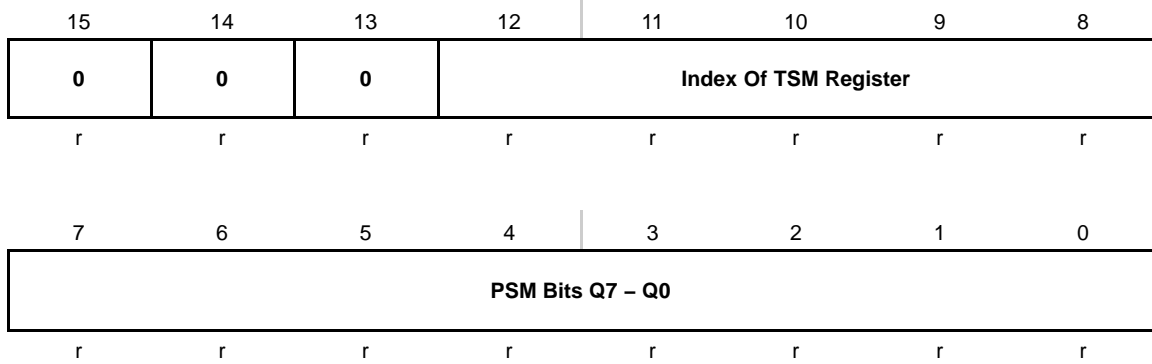 15 14 13 12 11 10 9 8
0 0 0 Index Of TSM Register
r r r r r r r r
7 6 5 4 3 2 1 0
PSM Bits Q7 – Q0
r r r r r r r r